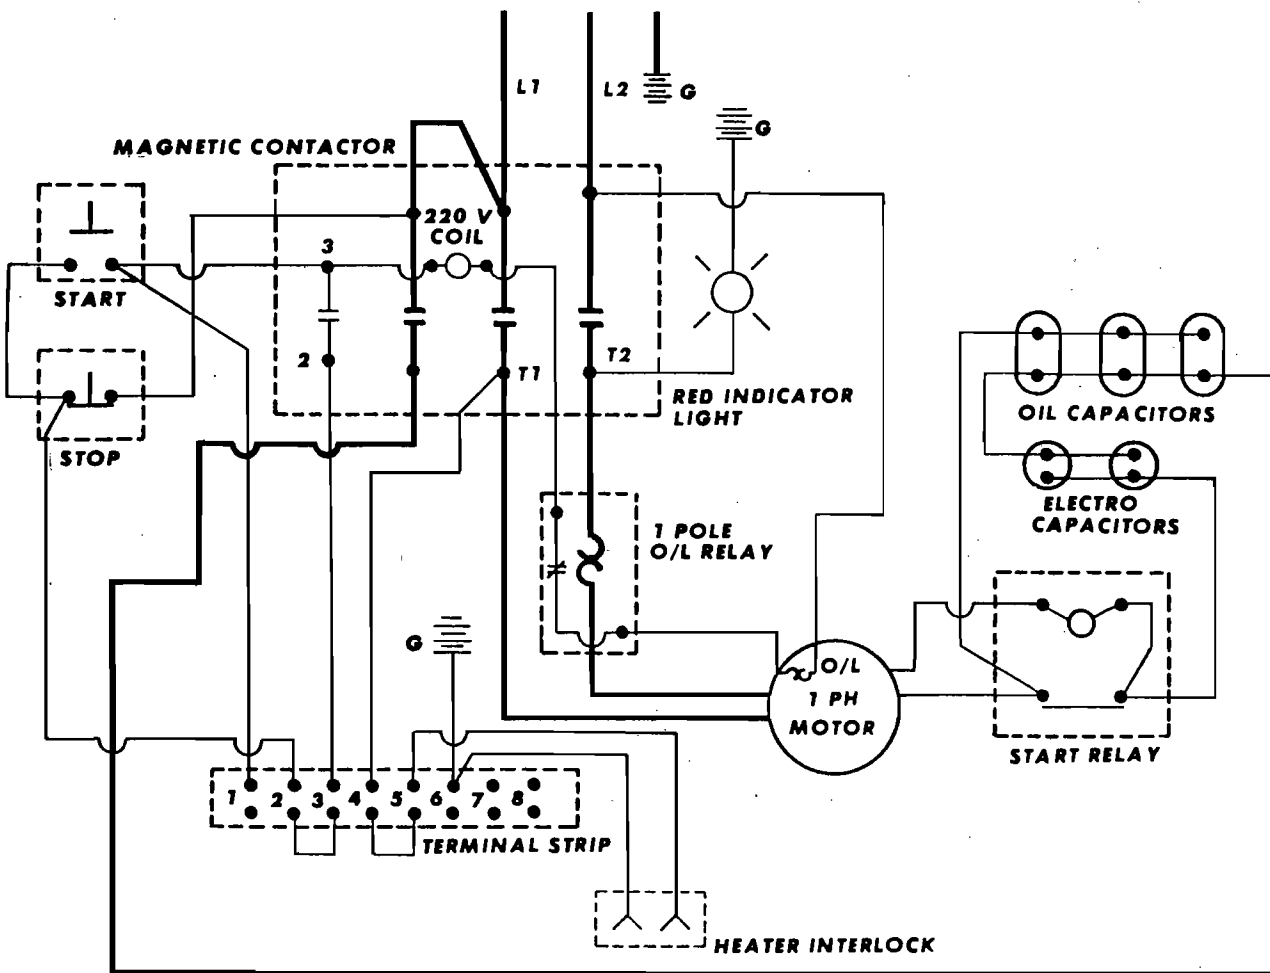 L1
L2
G
G
MAGNETIC CONTACTOR
220 V
COIL
3
START
2
T1
T2
RED INDICATOR
LIGHT
STOP
OIL CAPACITORS
ELECTRO
CAPACITORS
1 POLE
O/L RELAY
G
O/L
1 PH
MOTOR
START RELAY
1 2 3 4 5 6 7 8
TERMINAL STRIP
HEATER INTERLOCK